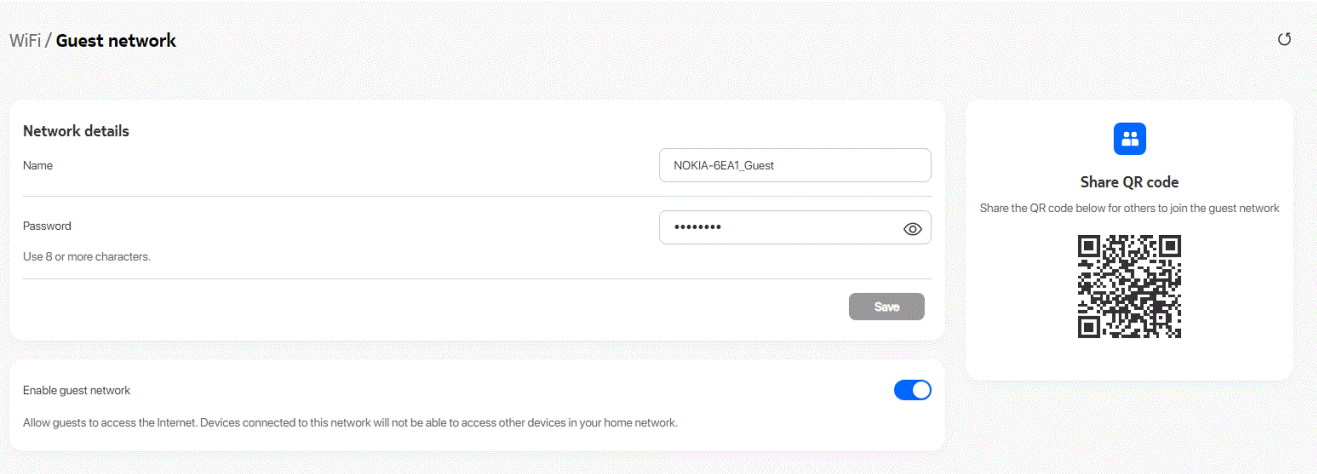 WiFi / Guest network
Network details
Name
NOKIA-6EA1_Guest
Password
••••••••
Use 8 or more characters.
Save
Enable guest network
Allow guests to access the Internet. Devices connected to this network will not be able to access other devices in your home network.
Share QR code
Share the QR code below for others to join the guest network